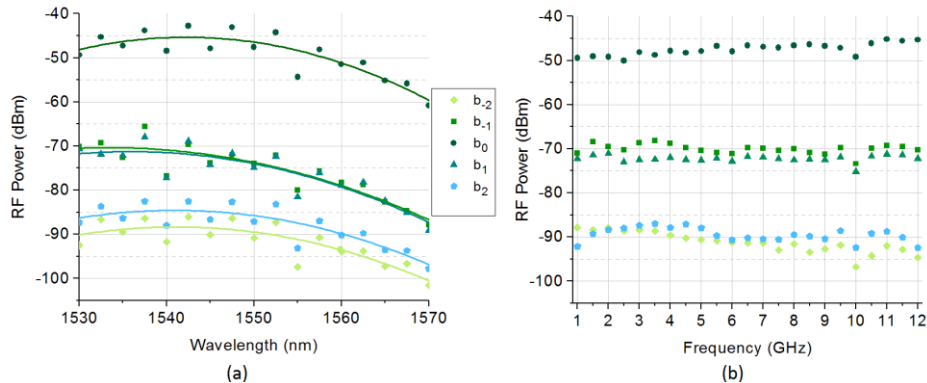 -40
-50
-60
-70
-80
-90
-100
RF Power (dBm)
1530 1540 1550 1560 1570
Wavelength (nm)
(a)
b-2
b-1
b0
b1
b2
-40
-50
-60
-70
-80
-90
-100
RF Power (dBm)
1 2 3 4 5 6 7 8 9 10 11 12
Frequency (GHz)
(b)